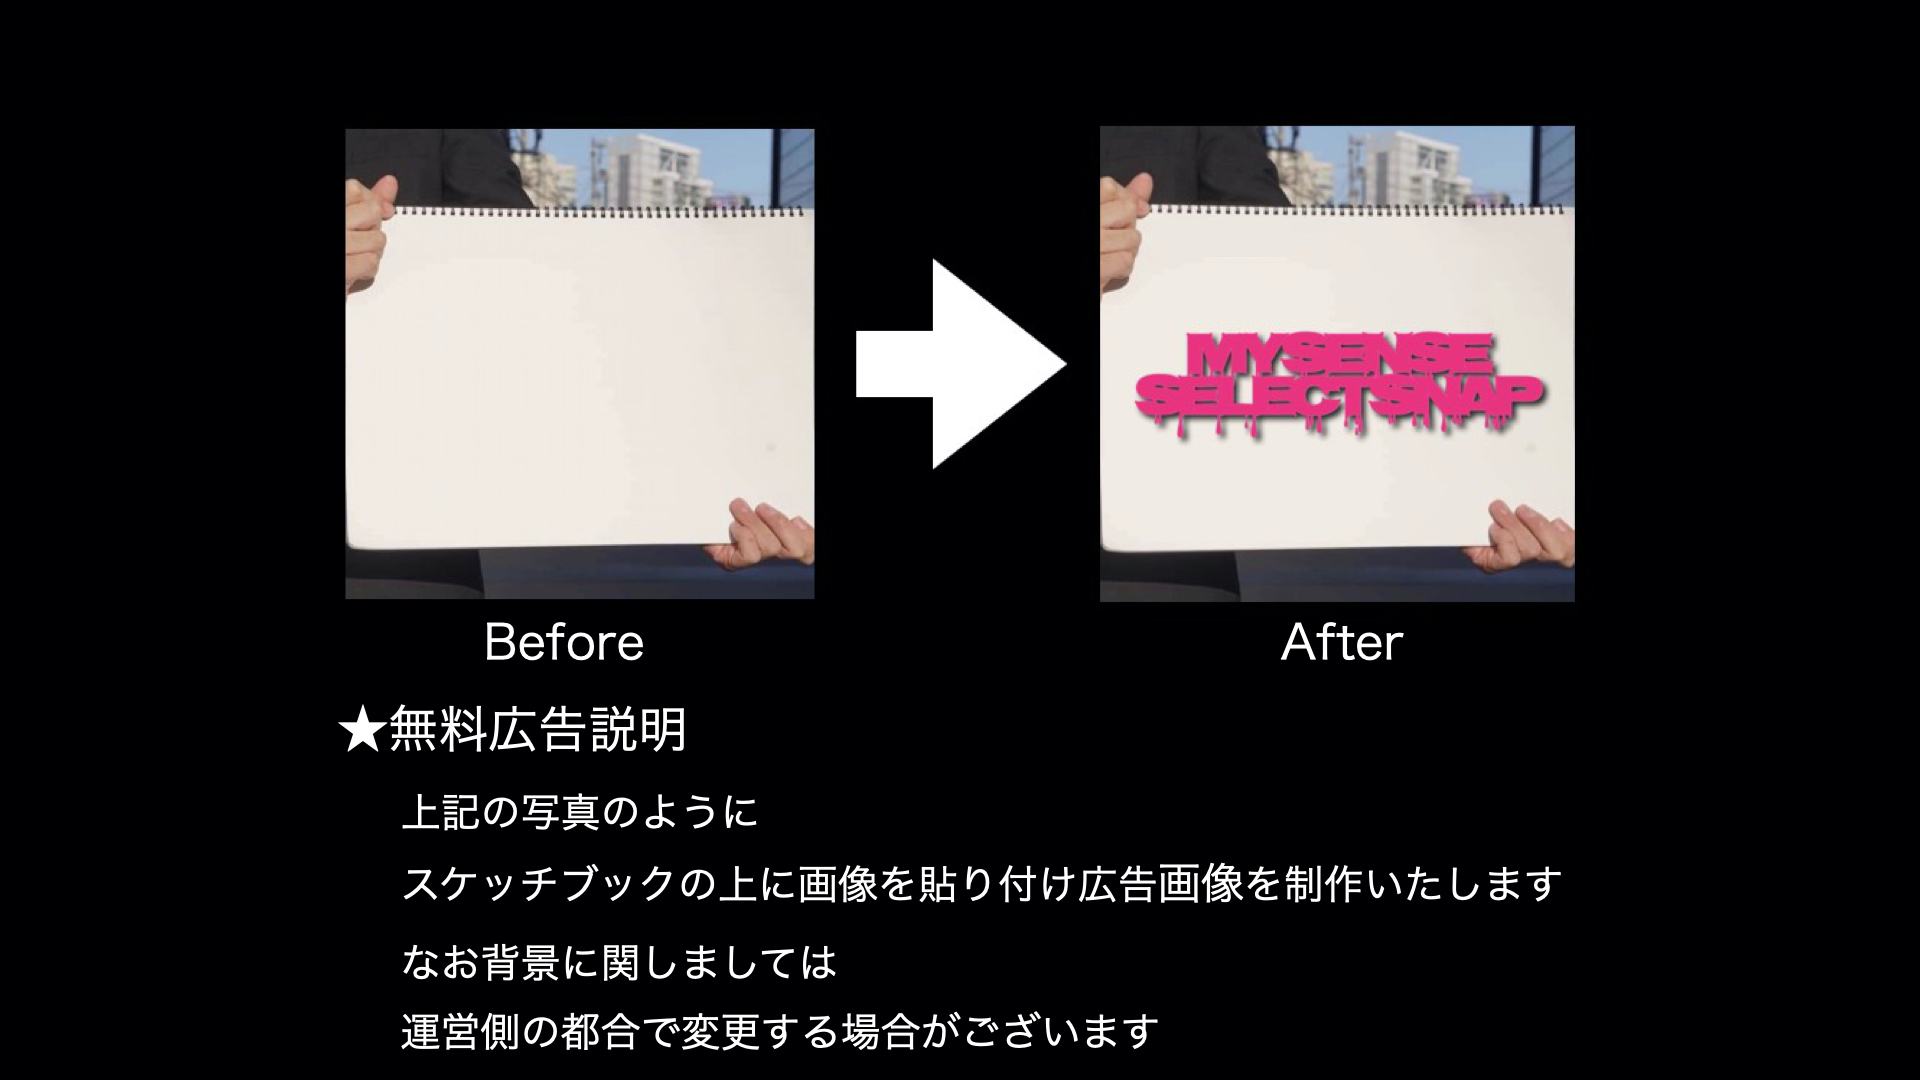 MYSENSE
SELECTSNAP
Before
After
★無料広告説明
上記の写真のように
スケッチブックの上に画像を貼り付け広告画像を制作いたします
なお背景に関しましては
運営側の都合で変更する場合がございます